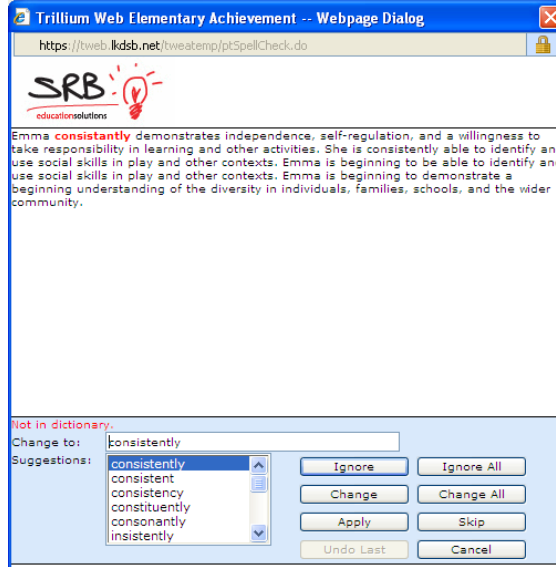 Trillium Web Elementary Achievement -- Webpage Dialog
https://tweb.lkdsb.net/tweatemp/ptSpellCheck.do
SRB
educationsolutions
Emma consistantly demonstrates independence, self-regulation, and a willingness to
take responsibility in learning and other activities. She is consistently able to identify an
use social skills in play and other contexts. Emma is beginning to be able to identify an
use social skills in play and other contexts. Emma is beginning to demonstrate a
beginning understanding of the diversity in individuals, families, schools, and the wider
community.
Not in dictionary.
Change to: consistently
Suggestions: consistently
consistent
consistency
constituently
consonantly
insistently
Ignore Ignore All
Change Change All
Apply Skip
Undo Last Cancel